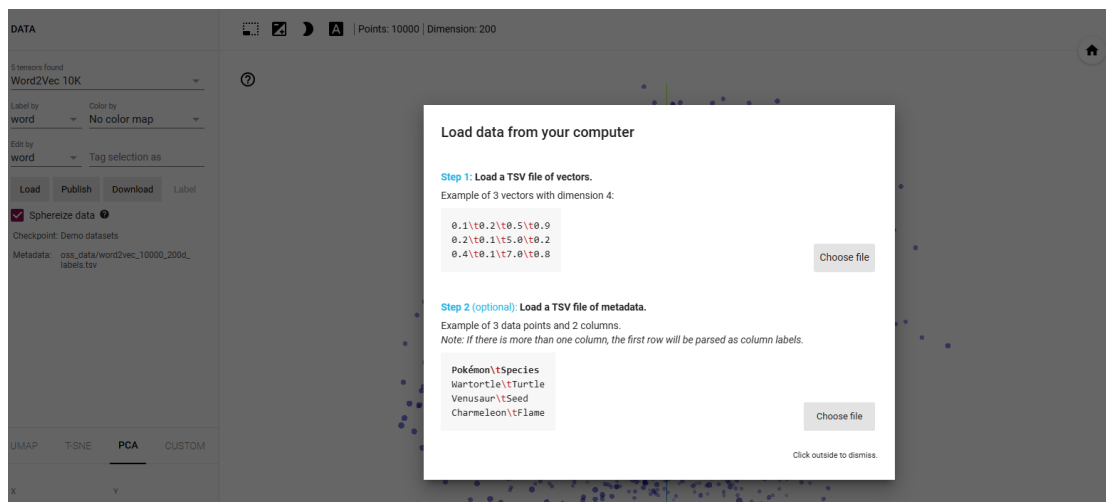 DATA
Points: 10000 | Dimension: 200
5 tensors found
Word2Vec 10K
Label by
Color by
word
No color map
Edit by
word
Tag selection as
Load
Publish
Download
Label
Sphereize data
Checkpoint: Demo datasets
Metadata: oss_data/word2vec_10000_200d_
labels.tsv
UMAP
T-SNE
PCA
CUSTOM
X
Y
A
Load data from your computer
Step 1: Load a TSV file of vectors.
Example of 3 vectors with dimension 4:
0.1\t0.2\t0.5\t0.9
0.2\t0.1\t5.0\t0.2
0.4\t0.1\t7.0\t0.8
Choose file
Step 2 (optional): Load a TSV file of metadata.
Example of 3 data points and 2 columns.
Note: If there is more than one column, the first row will be parsed as column labels.
Pokémon\tSpecies
Wartortle\tTurtle
Venusaur\tSeed
Charmeleon\tFlame
Choose file
Click outside to dismiss.